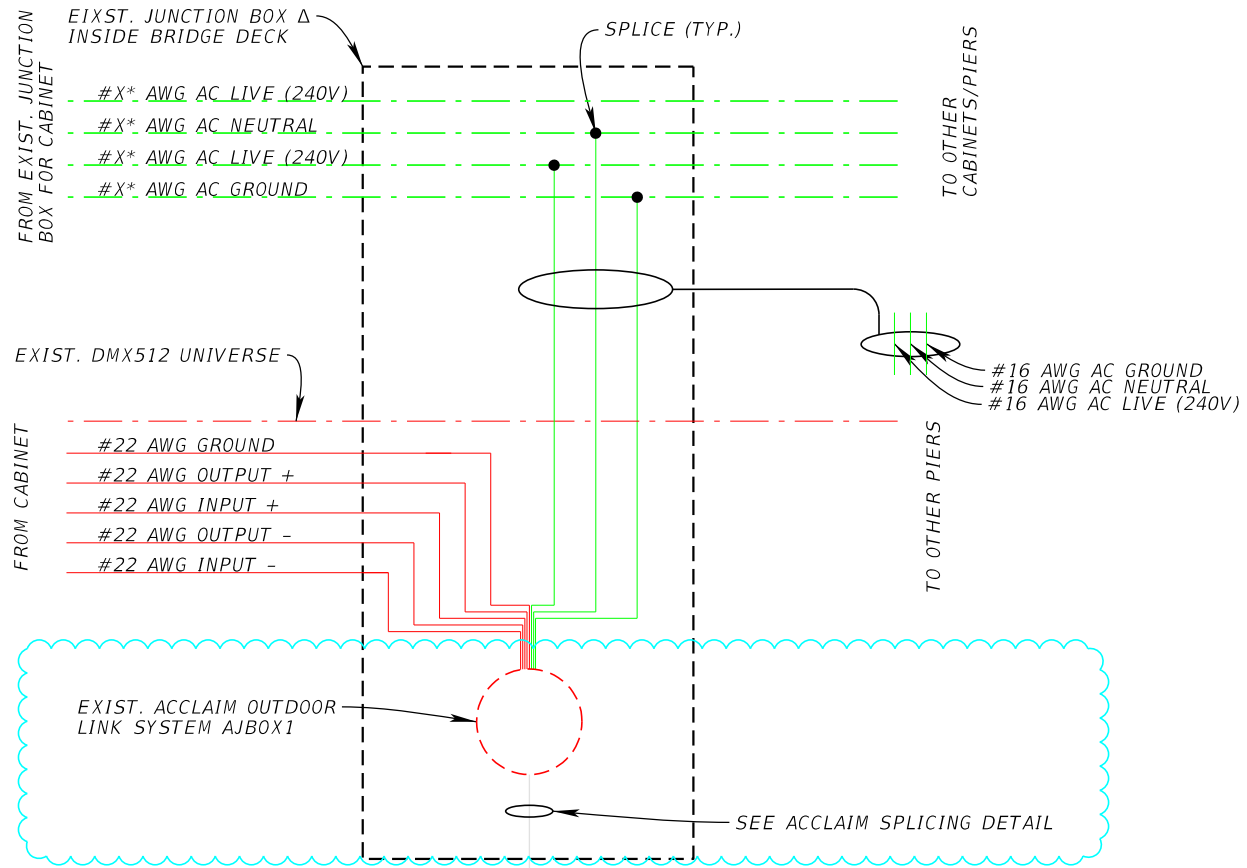 EIXST. JUNCTION BOX Δ
INSIDE BRIDGE DECK
SPLICE (TYP.)
FROM EXIST. JUNCTION
BOX FOR CABINET
#X* AWG AC LIVE (240V)
#X* AWG AC NEUTRAL
#X* AWG AC LIVE (240V)
#X* AWG AC GROUND
TO OTHER
CABINETS/PIERS
EXIST. DMX512 UNIVERSE
#16 AWG AC GROUND
#16 AWG AC NEUTRAL
#16 AWG AC LIVE (240V)
FROM CABINET
#22 AWG GROUND
#22 AWG OUTPUT +
#22 AWG INPUT +
#22 AWG OUTPUT -
#22 AWG INPUT -
TO OTHER PIERS
EXIST. ACCLAIM OUTDOOR
LINK SYSTEM AJBOX1
SEE ACCLAIM SPLICING DETAIL